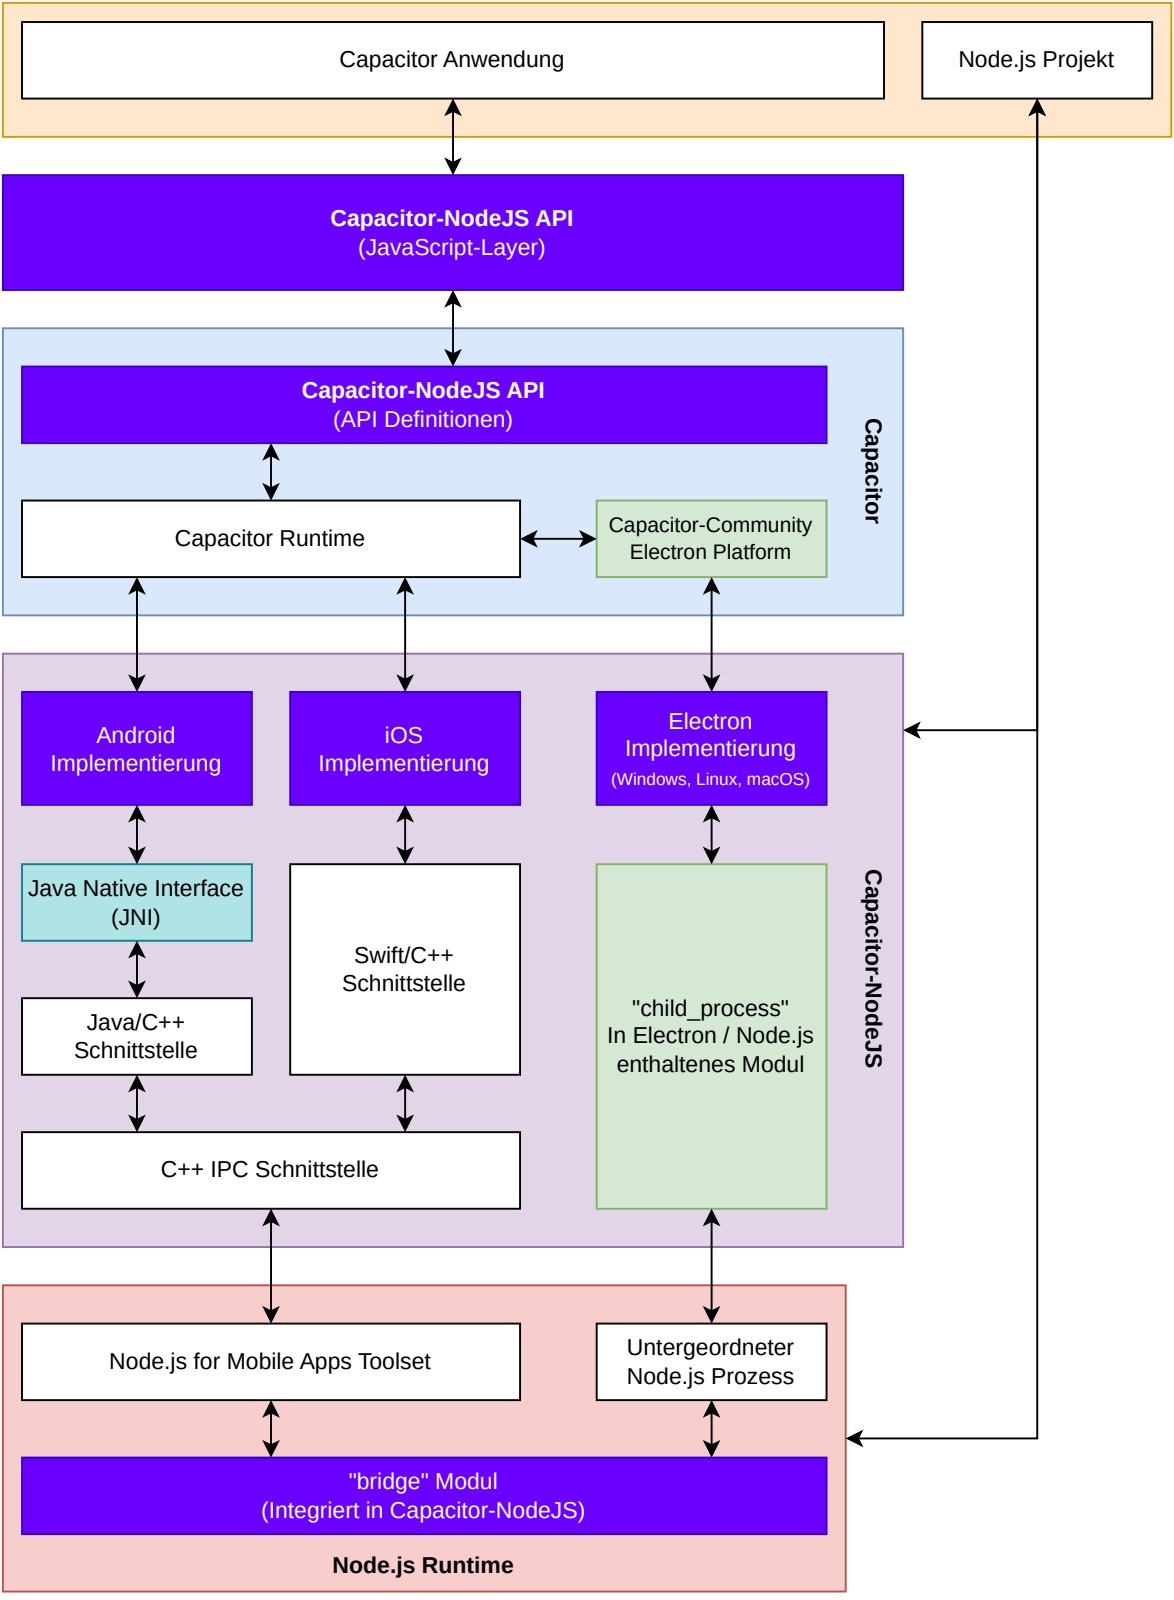 Capacitor Anwendung
Node.js Projekt
Capacitor-NodeJS API
(JavaScript-Layer)
Capacitor-NodeJS API
(API Definitionen)
Capacitor
Capacitor Runtime
Capacitor-Community
Electron Platform
Android
Implementierung
iOS
Implementierung
Electron
Implementierung
(Windows, Linux, macOS)
Capacitor-NodeJS
Java Native Interface
(JNI)
Swift/C++
Schnittstelle
"child_process"
In Electron / Node.js
enthaltenes Modul
Java/C++
Schnittstelle
C++ IPC Schnittstelle
Node.js for Mobile Apps Toolset
Untergeordneter
Node.js Prozess
"bridge" Modul
(Integriert in Capacitor-NodeJS)
Node.js Runtime